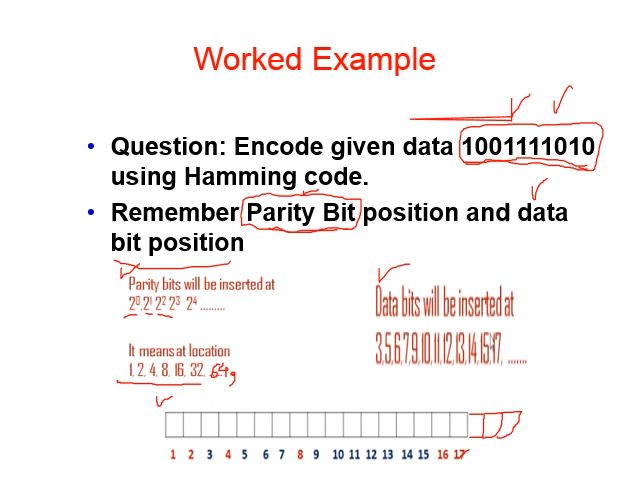 Worked Example
• Question: Encode given data 1001111010
using Hamming code.
• Remember Parity Bit position and data
bit position
Parity bits will be inserted at
2⁰,2¹ 2² 2³ 2⁴ .........
It means at location
1, 2, 4, 8, 16, 32, 64,
Data bits will be inserted at
3,5,6,7,9,10,11,12,13,14,15,17, .......
1 2 3 4 5 6 7 8 9 10 11 12 13 14 15 16 17